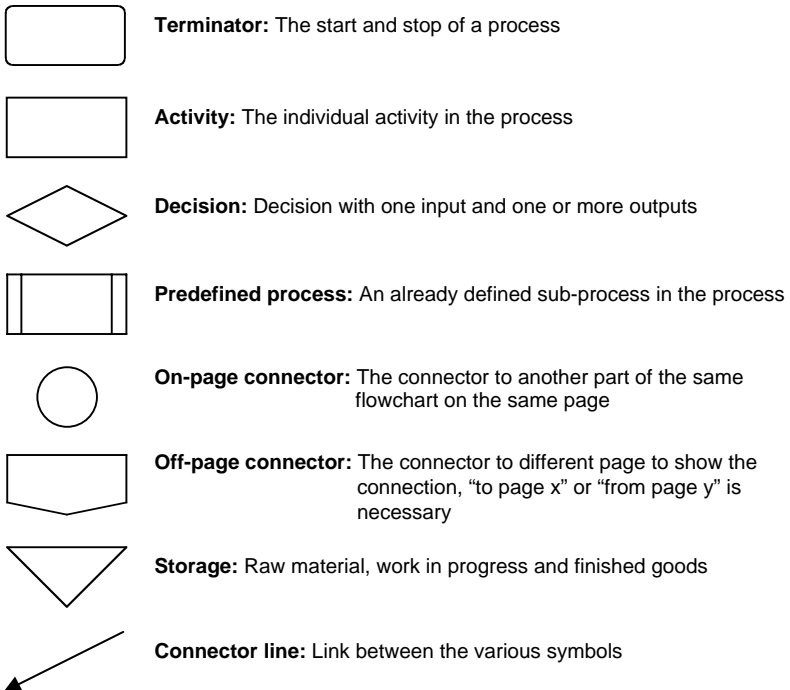 Terminator: The start and stop of a process
Activity: The individual activity in the process
Decision: Decision with one input and one or more outputs
Predefined process: An already defined sub-process in the process
On-page connector: The connector to another part of the same
flowchart on the same page
Off-page connector: The connector to different page to show the
connection, “to page x” or “from page y” is
necessary
Storage: Raw material, work in progress and finished goods
Connector line: Link between the various symbols